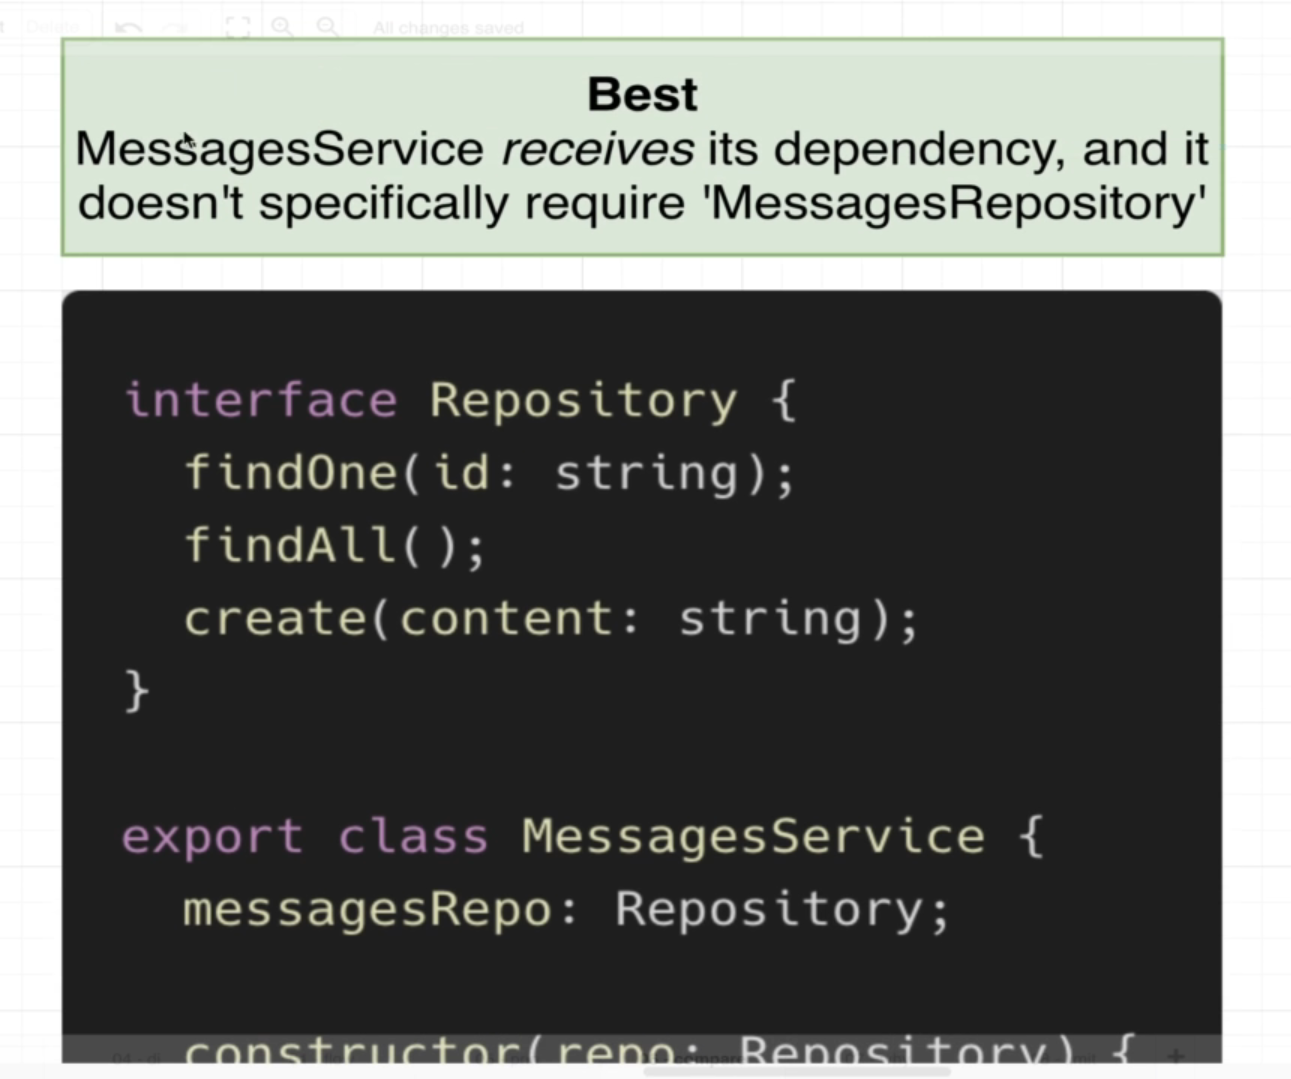 Delete
All changes saved
Best
MessagesService receives its dependency, and it
doesn't specifically require 'MessagesRepository'
interface Repository {
findOne(id: string);
findAll();
create(content: string);
}
export class MessagesService {
messagesRepo: Repository;
constructor(repo: Repository) {